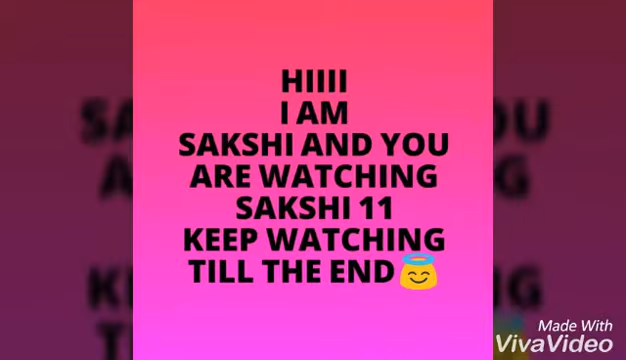 HIIII
I AM
SAKSHI AND YOU
ARE WATCHING
SAKSHI 11
KEEP WATCHING
TILL THE END 😇
Made With
VivaVideo